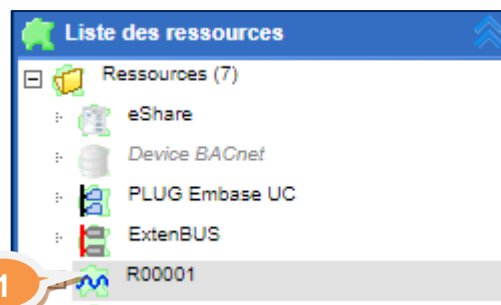 Liste des ressources
Ressources (7)
eShare
Device BACnet
PLUG Embase UC
ExtenBUS
1 R00001